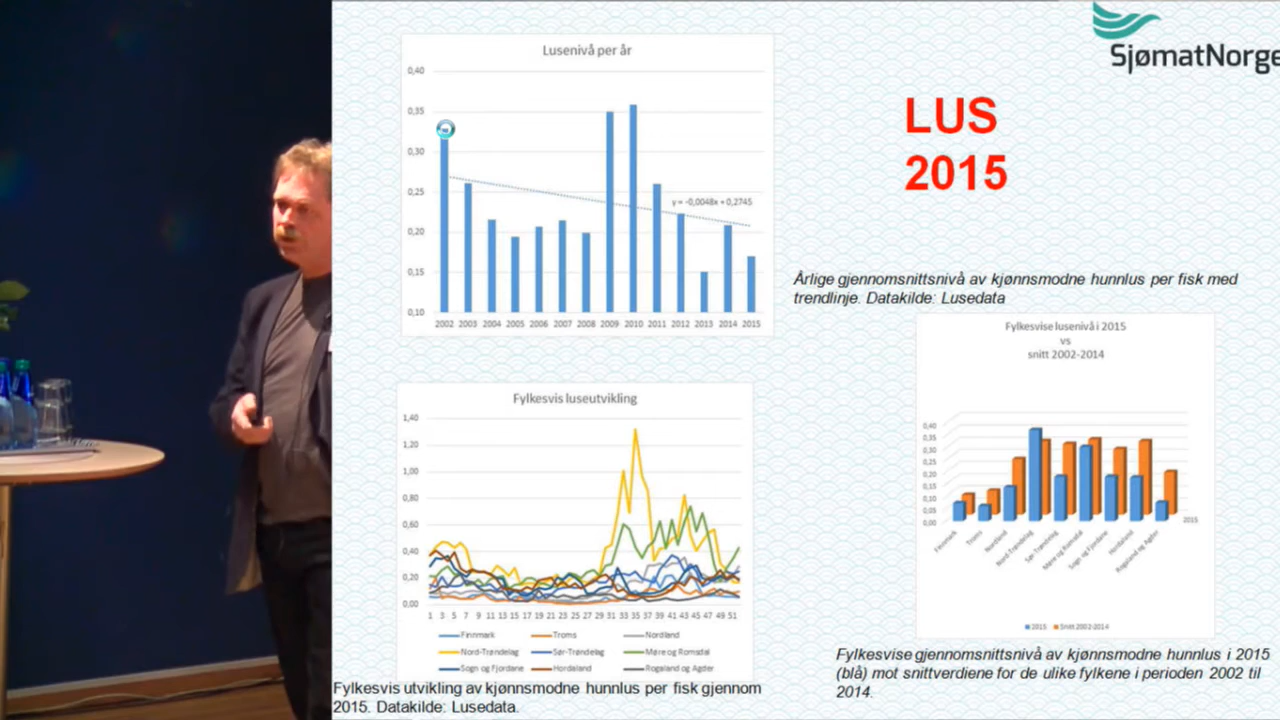 SjømatNorge
LUS
2015
Lusenivå per år
0,40
0,35
0,30
0,25
0,20
0,15
0,10
y = -0,0048x + 0,2745
2002 2003 2004 2005 2006 2007 2008 2009 2010 2011 2012 2013 2014 2015
Årlige gjennomsnittsnivå av kjønnsmodne hunnlus per fisk med
trendlinje. Datakilde: Lusedata
Fylkesvis luseutvikling
1,40
1,20
1,00
0,80
0,60
0,40
0,20
0,00
1 3 5 7 9 11 13 15 17 19 21 23 25 27 29 31 33 35 37 39 41 43 45 47 49 51
Finnmark Troms Nordland
Nord-Trøndelag Sør-Trøndelag Møre og Romsdal
Sogn og Fjordane Hordaland Rogaland og Agder
Fylkesvis utvikling av kjønnsmodne hunnlus per fisk gjennom
2015. Datakilde: Lusedata.
Fylkesvise lusenivå i 2015
vs
snitt 2002-2014
0,40
0,35
0,30
0,25
0,20
0,15
0,10
0,05
0,00
2015
Finnmark Troms Nordland Nord-Trøndelag Sør-Trøndelag Møre og Romsdal Sogn og Fjordane Hordaland Rogaland og Agder
2015 Snitt 2002-2014
Fylkesvise gjennomsnittsnivå av kjønnsmodne hunnlus i 2015
(blå) mot snittverdiene for de ulike fylkene i perioden 2002 til
2014.